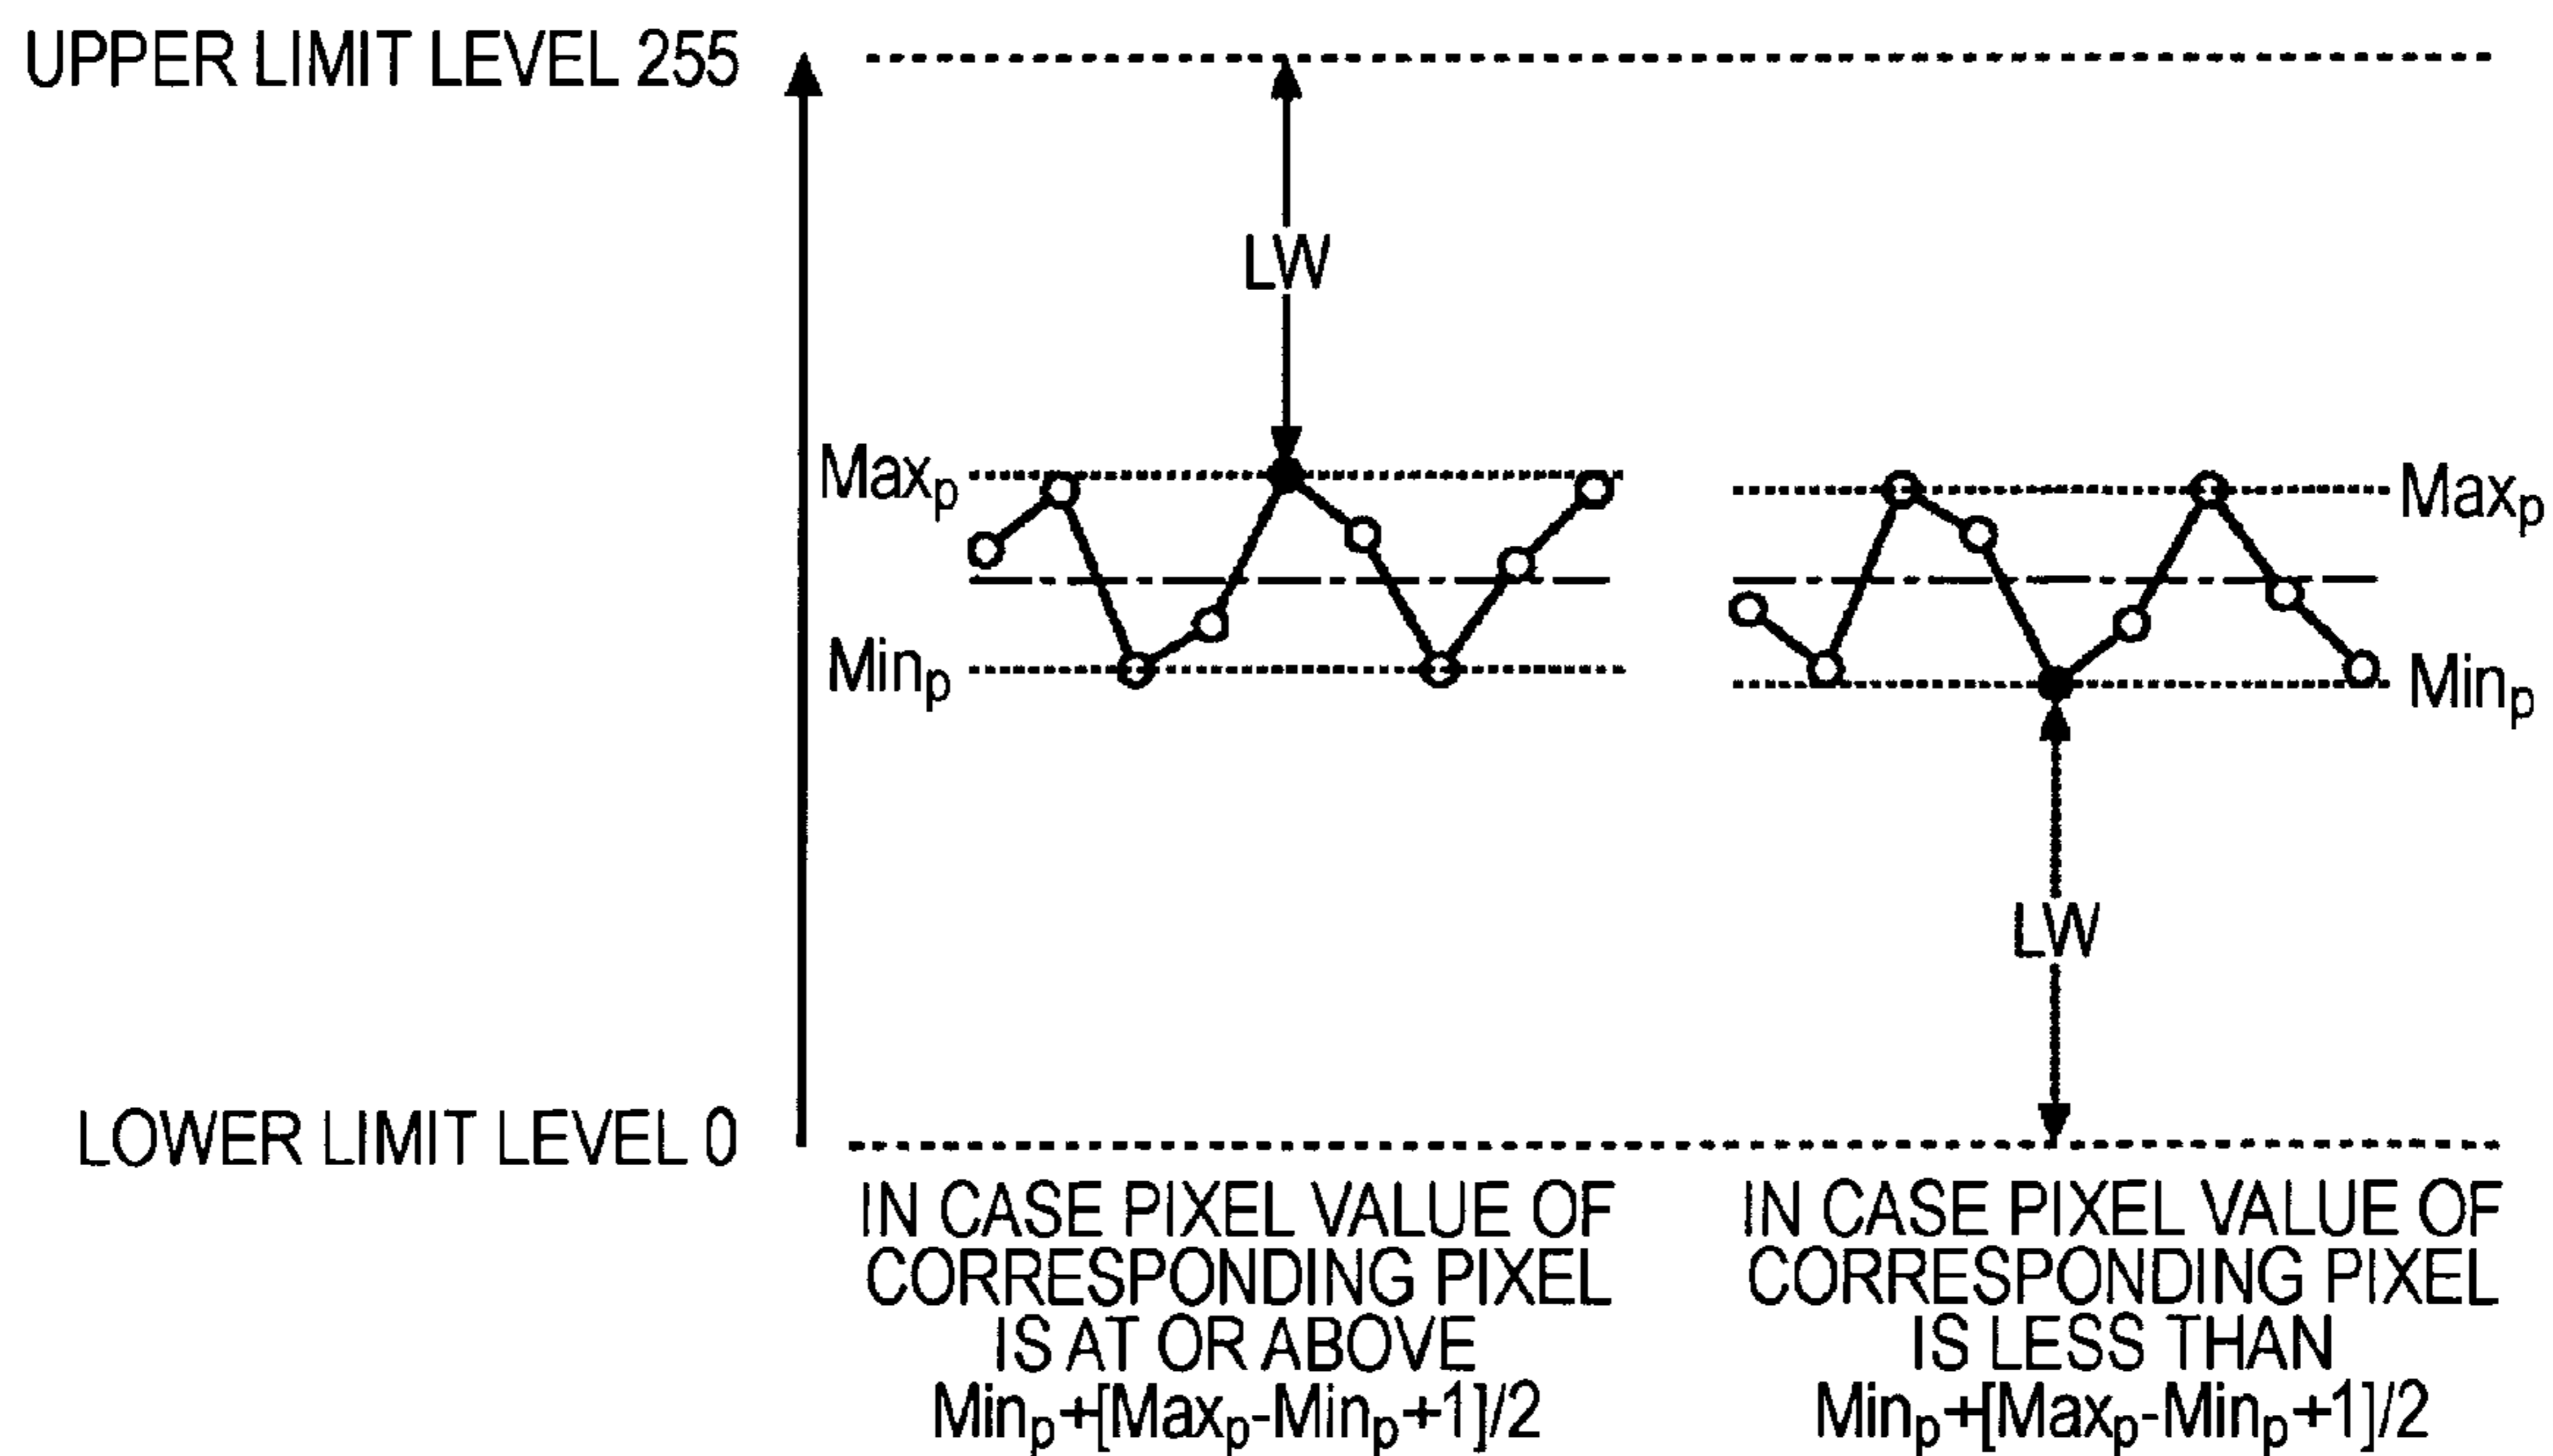 UPPER LIMIT LEVEL 255
LW
Maxₚ
Maxₚ
Minₚ
Minₚ
LW
LOWER LIMIT LEVEL 0
IN CASE PIXEL VALUE OF
CORRESPONDING PIXEL
IS AT OR ABOVE
Minₚ+[Maxₚ-Minₚ+1]/2
IN CASE PIXEL VALUE OF
CORRESPONDING PIXEL
IS LESS THAN
Minₚ+[Maxₚ-Minₚ+1]/2